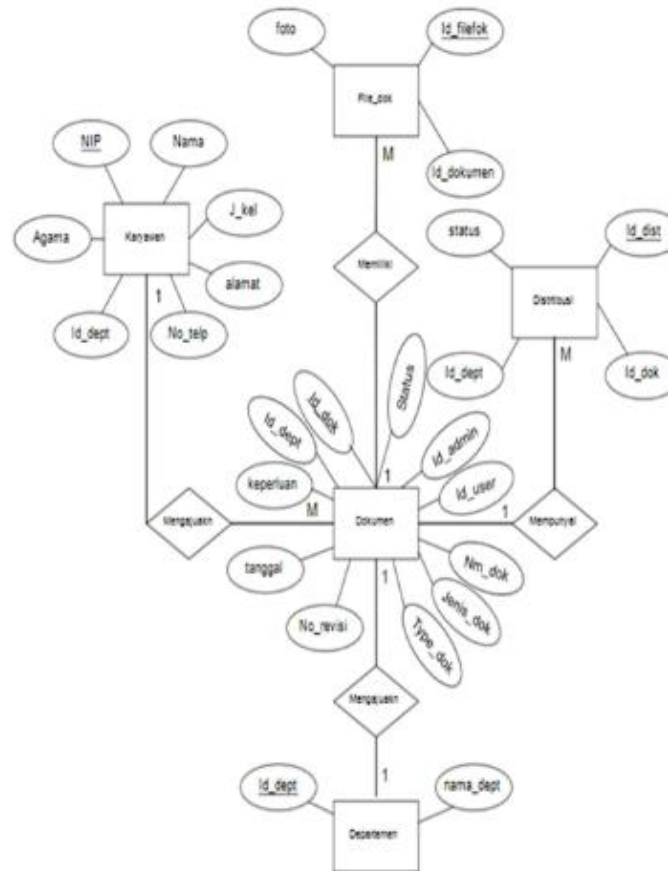 foto
Id_filefok
File_dok
M
Id_dokumen
NIP
Nama
J_kel
Karyawan
Agama
alamat
1
Id_dept
No_telp
Memiliki
status
Id_dist
Distribusi
M
Id_dept
Id_dok
Status
Id_dok
Id_dept
Id_admin
Id_user
keperluan
1
M
Dokumen
1
Mengajuakn
Mempunyai
tanggal
1
Nm_dok
Jenis_dok
Type_dok
No_revisi
Mengajuakn
1
Id_dept
nama_dept
Departemen